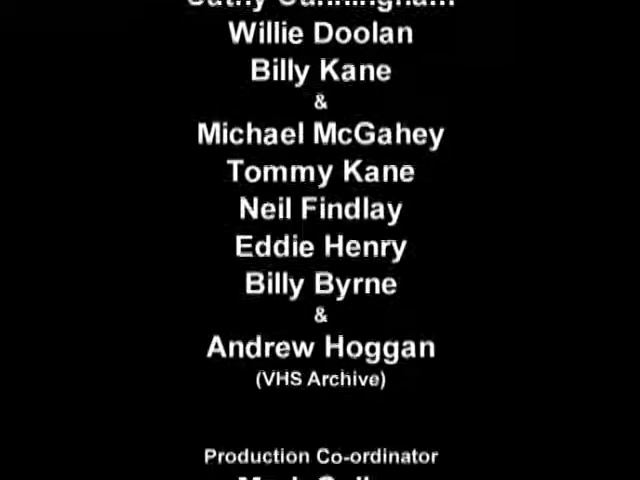 Cunningham
Willie Doolan
Billy Kane
&
Michael McGahey
Tommy Kane
Neil Findlay
Eddie Henry
Billy Byrne
&
Andrew Hoggan
(VHS Archive)
Production Co-ordinator